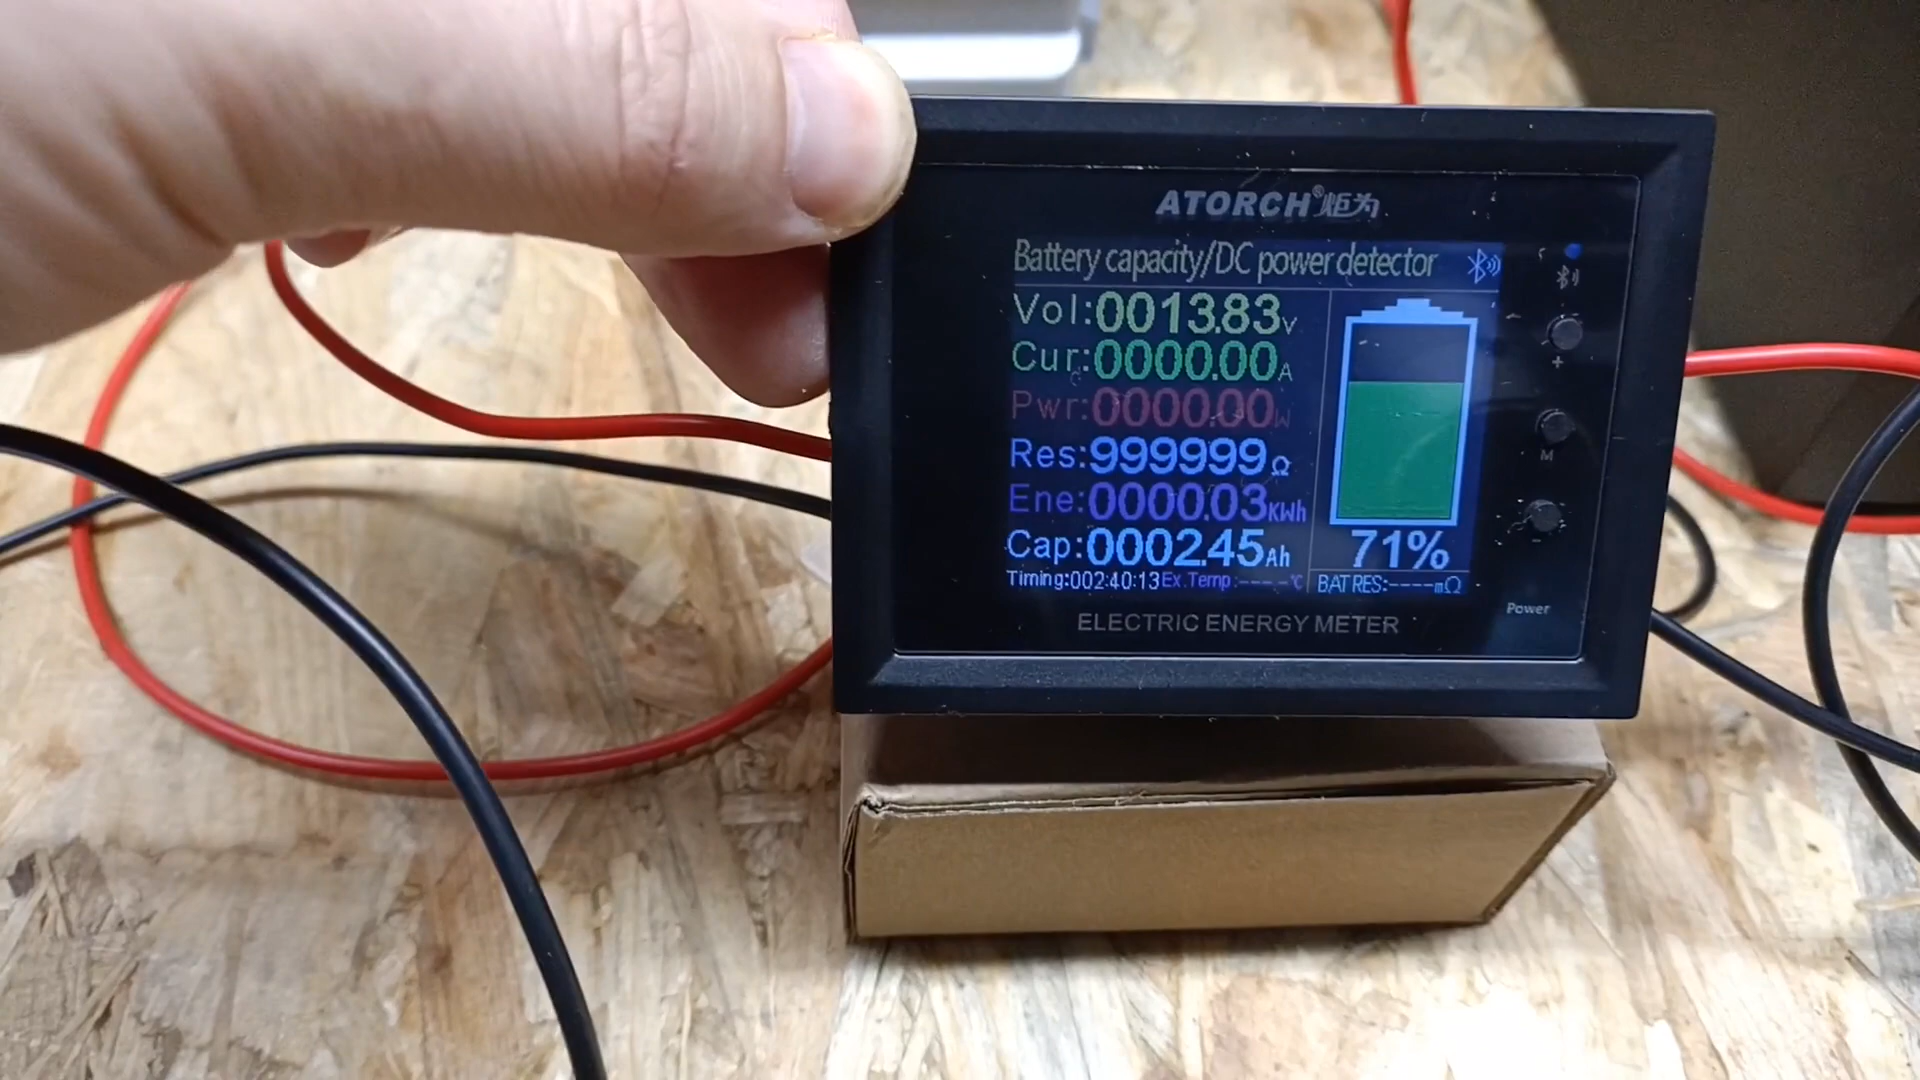 ATORCH®炬为
Battery capacity/DC power detector
Vol:0013.83V
Cur:0000.00A
Pwr:0000.00W
Res:999999Ω
Ene:0000.03KWh
Cap:0002.45Ah
71%
Timing:002:40:13 Ex.Temp:----℃
BAT RES:----mΩ
+
M
-
Power
ELECTRIC ENERGY METER